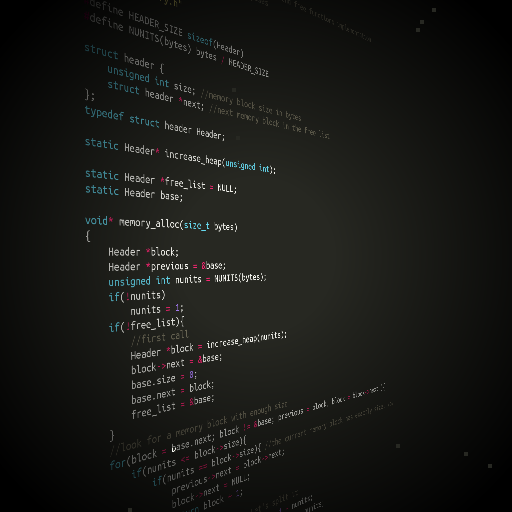 y.h"
define HEADER_SIZE sizeof(Header)
define NUNITS(bytes) bytes / HEADER_SIZE
struct header {
unsigned int size; //memory block size in bytes
struct header *next; //next memory block in the free list
};
typedef struct header Header;
static Header* increase_heap(unsigned int);
static Header *free_list = NULL;
static Header base;
void* memory_alloc(size_t bytes)
{
Header *block;
Header *previous = &base;
unsigned int nunits = NUNITS(bytes);
if(!nunits)
nunits = 1;
if(!free_list){
//first call
Header *block = increase_heap(nunits);
block->next = &base;
base.size = 0;
base.next = block;
free_list = &base;
}
//look for a memory block with enough size
for(block = base.next; block != &base; previous = block, block = block->next){
if(nunits <= block->size){
if(nunits == block->size){ //the correct memory block
previous->next = block->next;
block->next = NULL;